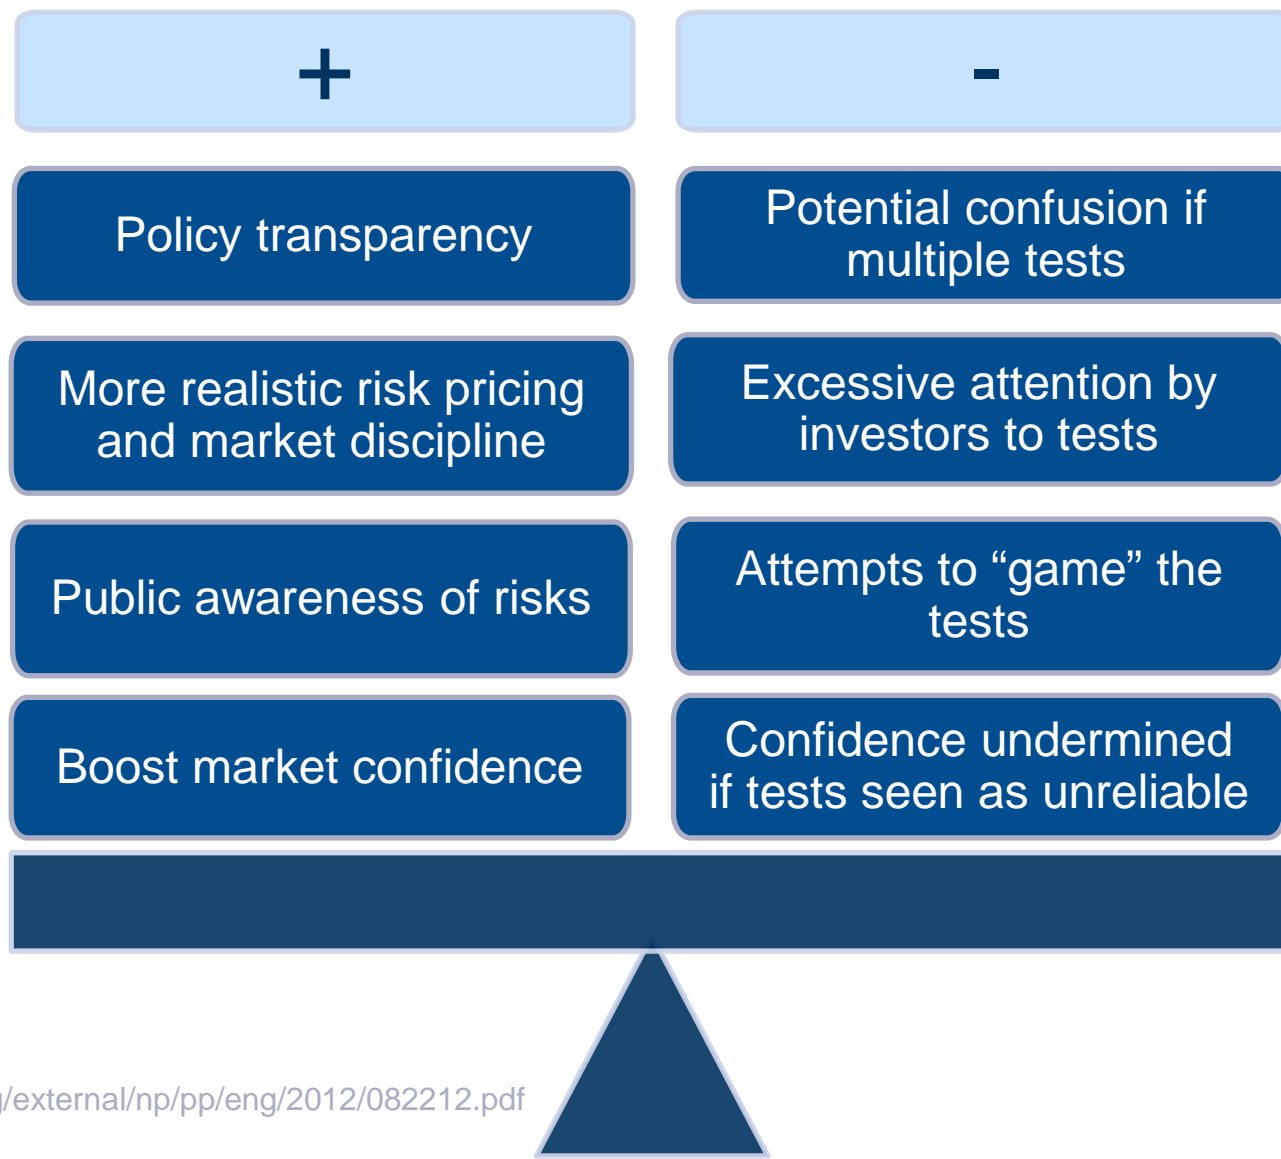 +
-
Policy transparency
Potential confusion if
multiple tests
More realistic risk pricing
and market discipline
Excessive attention by
investors to tests
Public awareness of risks
Attempts to “game” the
tests
Boost market confidence
Confidence undermined
if tests seen as unreliable
g/external/np/pp/eng/2012/082212.pdf